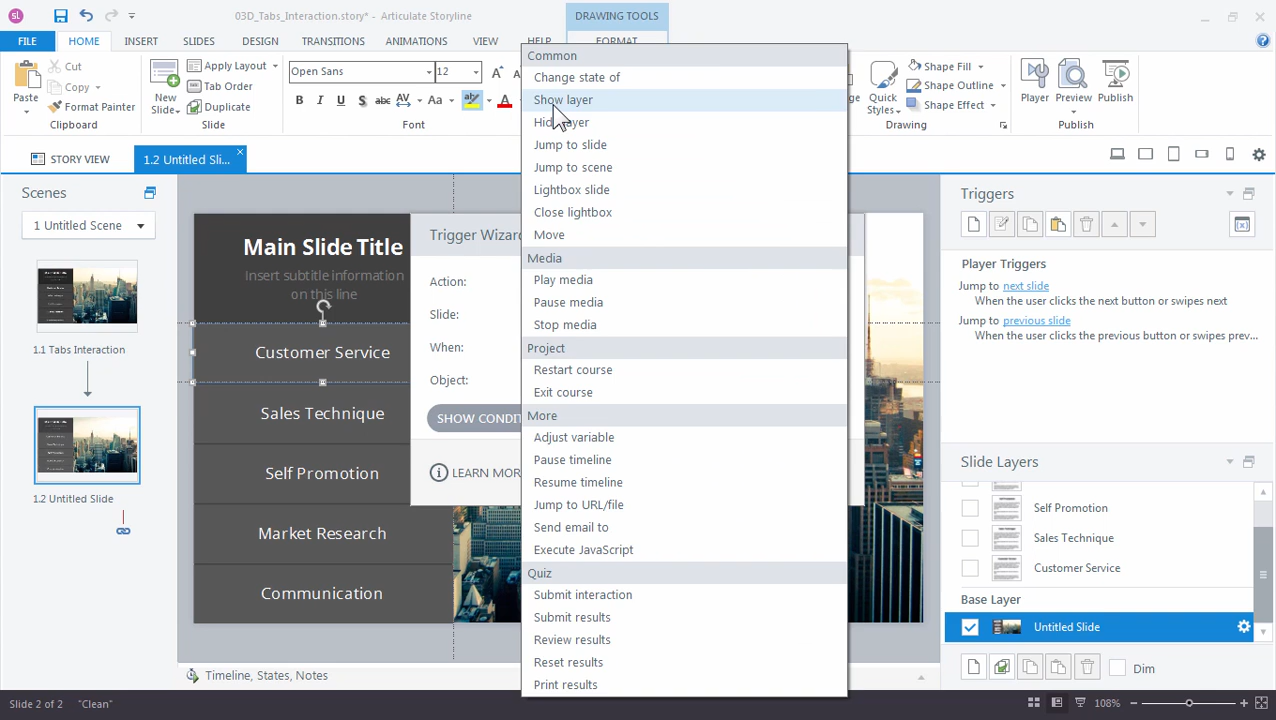 03D_Tabs_Interaction.story* - Articulate Storyline
DRAWING TOOLS
FILE
HOME
INSERT
SLIDES
DESIGN
TRANSITIONS
ANIMATIONS
VIEW
HELP
FORMAT
Paste
Cut
Copy
Format Painter
Clipboard
New
Slide
Apply Layout
Tab Order
Duplicate
Slide
Open Sans
12
B I U S abc AV Aa A
Font
Quick
Styles
Shape Fill
Shape Outline
Shape Effect
Drawing
Player
Preview
Publish
Publish
STORY VIEW
1.2 Untitled Sli...
Scenes
1 Untitled Scene
1.1 Tabs Interaction
1.2 Untitled Slide
Main Slide Title
Insert subtitle information
on this line
Customer Service
Sales Technique
Self Promotion
Market Research
Communication
Trigger Wizard
Action:
Slide:
When:
Object:
SHOW CONDIT
LEARN MOR
Common
Change state of
Show layer
Hide layer
Jump to slide
Jump to scene
Lightbox slide
Close lightbox
Move
Media
Play media
Pause media
Stop media
Project
Restart course
Exit course
More
Adjust variable
Pause timeline
Resume timeline
Jump to URL/file
Send email to
Execute JavaScript
Quiz
Submit interaction
Submit results
Review results
Reset results
Print results
Triggers
Player Triggers
Jump to next slide
When the user clicks the next button or swipes next
Jump to previous slide
When the user clicks the previous button or swipes prev...
Slide Layers
Self Promotion
Sales Technique
Customer Service
Base Layer
Untitled Slide
Dim
Timeline, States, Notes
Slide 2 of 2
"Clean"
108%